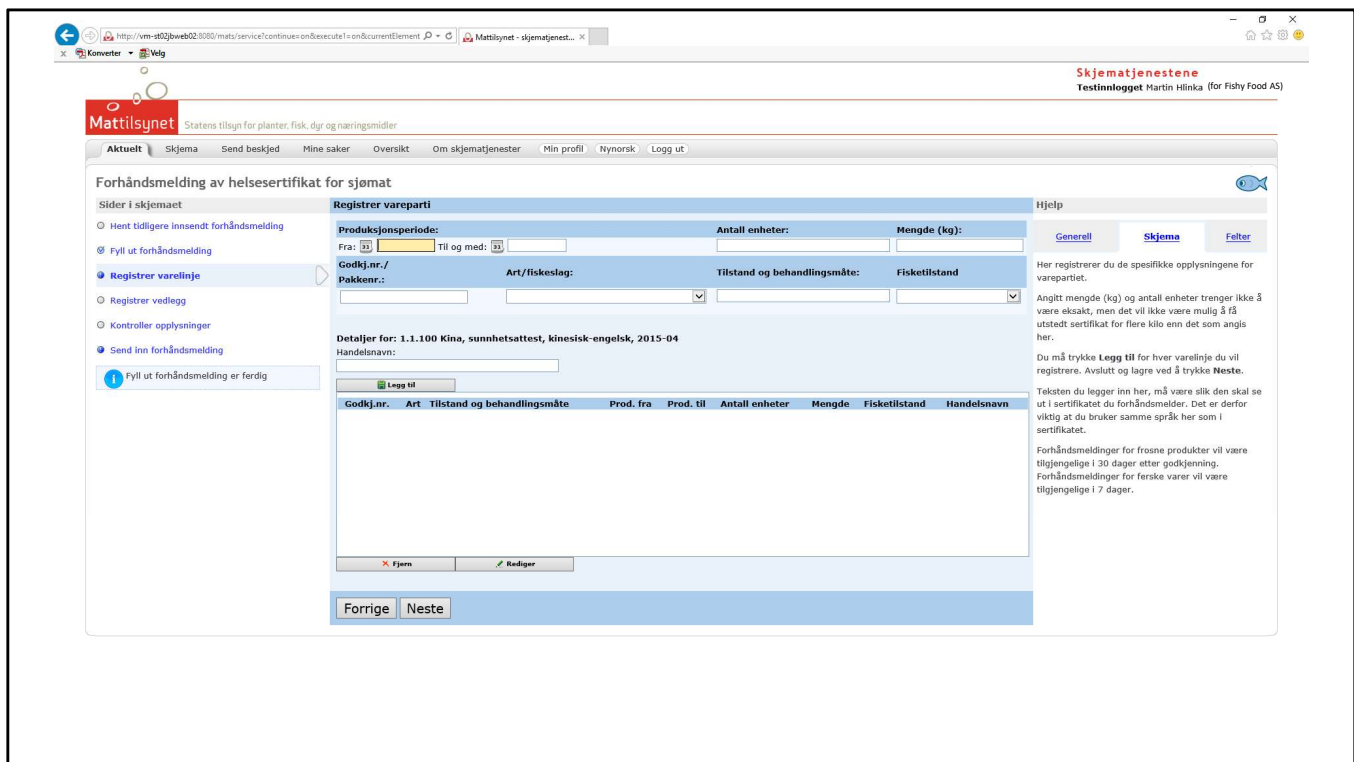 http://vm-st02jbweb02:8080/mats/service?continue=on&execute1=on&currentElement
Mattilsynet - skjematjenest...
x Konverter Velg
Skjematjenestene
Testinnlogget Martin Hlinka (for Fishy Food AS)
Mattilsynet Statens tilsyn for planter, fisk, dyr og næringsmidler
Aktuelt Skjema Send beskjed Mine saker Oversikt Om skjematjenester Min profil Nynorsk Logg ut
Forhåndsmelding av helsesertifikat for sjømat
Sider i skjemaet
Hent tidligere innsendt forhåndsmelding
Fyll ut forhåndsmelding
Registrer varelinje
Registrer vedlegg
Kontroller opplysninger
Send inn forhåndsmelding
i Fyll ut forhåndsmelding er ferdig
Registrer vareparti
Produksjonsperiode: Antall enheter: Mengde (kg):
Fra: 31 Til og med: 31
Godkj.nr./
Pakkenr.: Art/fiskeslag: Tilstand og behandlingsmåte: Fisketilstand
Detaljer for: 1.1.100 Kina, sunnhetsattest, kinesisk-engelsk, 2015-04
Handelsnavn:
Legg til
Godkj.nr. Art Tilstand og behandlingsmåte Prod. fra Prod. til Antall enheter Mengde Fisketilstand Handelsnavn
Fjern Rediger
Forrige Neste
Hjelp
Generell Skjema Felter
Her registrerer du de spesifikke opplysningene for
varepartiet.
Angitt mengde (kg) og antall enheter trenger ikke å
være eksakt, men det vil ikke være mulig å få
utstedt sertifikat for flere kilo enn det som angis
her.
Du må trykke Legg til for hver varelinje du vil
registrere. Avslutt og lagre ved å trykke Neste.
Teksten du legger inn her, må være slik den skal se
ut i sertifikatet du forhåndsmelder. Det er derfor
viktig at du bruker samme språk her som i
sertifikatet.
Forhåndsmeldinger for frosne produkter vil være
tilgjengelige i 30 dager etter godkjenning.
Forhåndsmeldinger for ferske varer vil være
tilgjengelige i 7 dager.